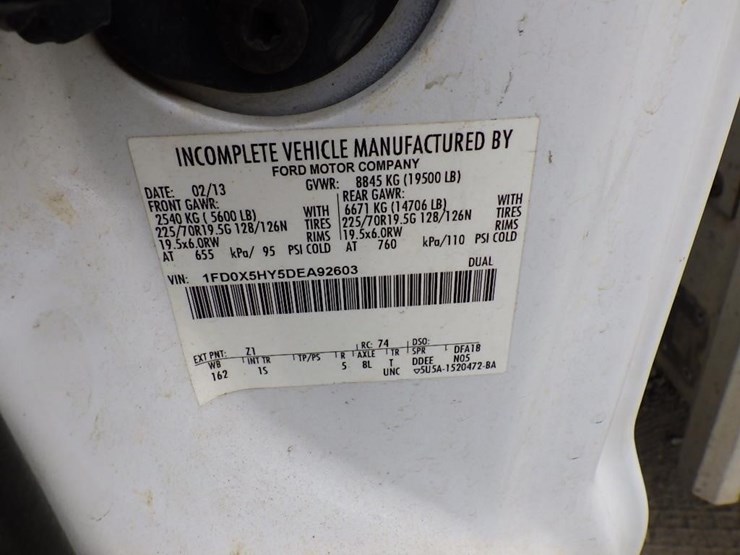 INCOMPLETE VEHICLE MANUFACTURED BY
FORD MOTOR COMPANY
DATE: 02/13 GVWR: 8845 KG (19500 LB)
FRONT GAWR: REAR GAWR:
2540 KG ( 5600 LB) WITH 6671 KG (14706 LB) WITH
225/70R19.5G 128/126N TIRES 225/70R19.5G 128/126N TIRES
19.5x6.0RW RIMS 19.5x6.0RW RIMS
AT 655 kPa/ 95 PSI COLD AT 760 kPa/110 PSI COLD
VIN: 1FD0X5HY5DEA92603 DUAL
EXT PNT: Z1 RC: 74 DSO:
WB INT TR TP/PS R AXLE TR SPR DFA1B
162 1S 5 8L T DDEE N05
UNC ▽5U5A-1520472-BA